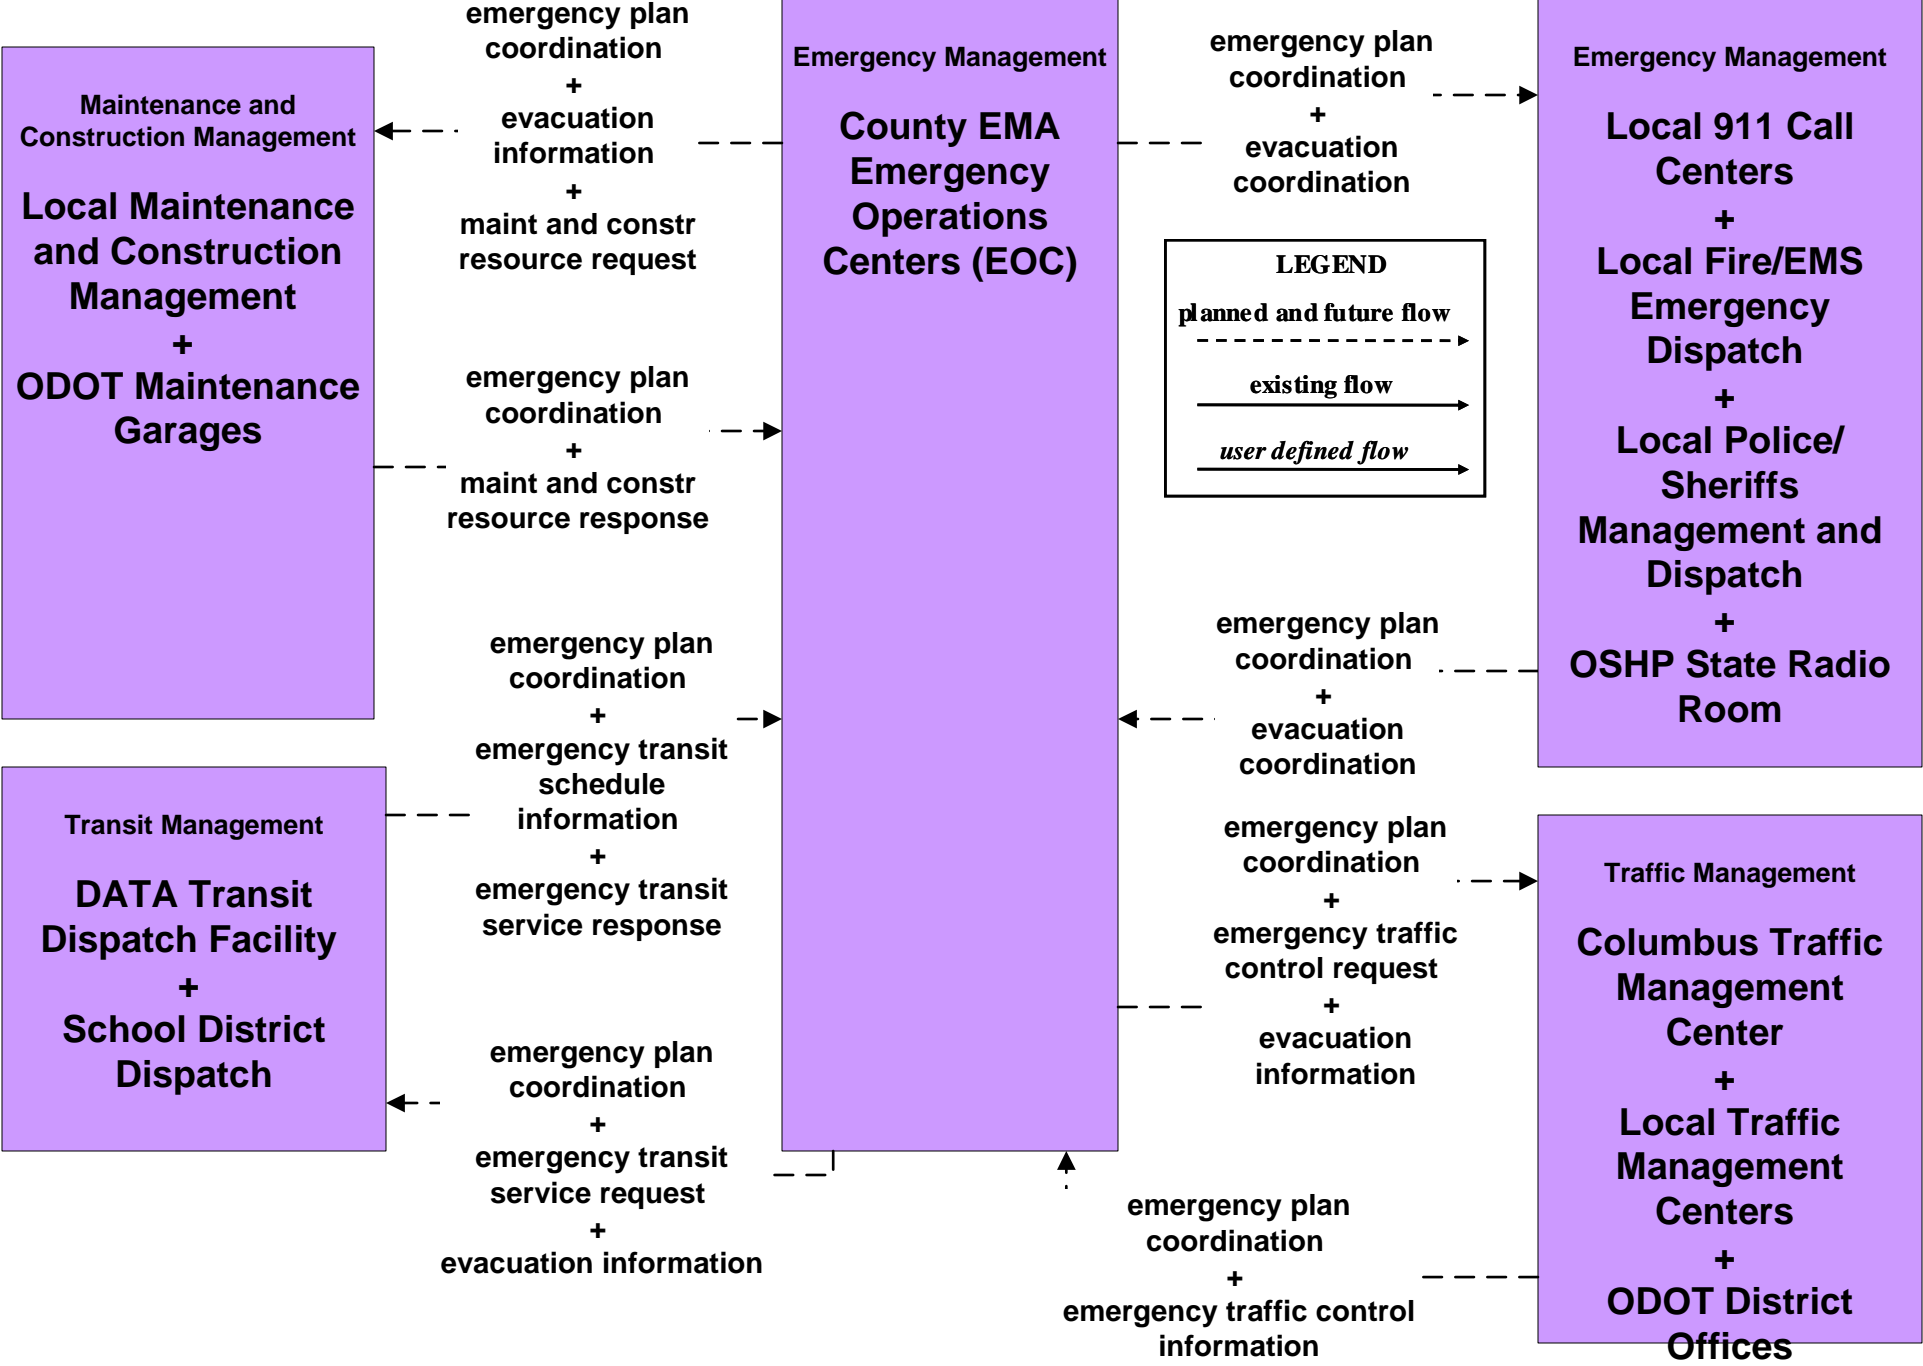 emergency plan
coordination
+
evacuation
information
+
maint and constr
resource request
Emergency Management
County EMA
Emergency
Operations
Centers (EOC)
emergency plan
coordination
+
evacuation
coordination
Emergency Management
Local 911 Call
Centers
+
Local Fire/EMS
Emergency
Dispatch
+
Local Police/
Sheriffs
Management and
Dispatch
+
OSHP State Radio
Room
Maintenance and
Construction Management
Local Maintenance
and Construction
Management
+
ODOT Maintenance
Garages
LEGEND
planned and future flow
existing flow
user defined flow
emergency plan
coordination
+
maint and constr
resource response
emergency plan
coordination
+
evacuation
coordination
emergency plan
coordination
+
emergency transit
schedule
information
+
emergency transit
service response
Transit Management
DATA Transit
Dispatch Facility
+
School District
Dispatch
emergency plan
coordination
+
emergency traffic
control request
+
evacuation
information
Traffic Management
Columbus Traffic
Management
Center
+
Local Traffic
Management
Centers
+
ODOT District
Offices
emergency plan
coordination
+
emergency transit
service request
+
evacuation information
emergency plan
coordination
+
emergency traffic control
information